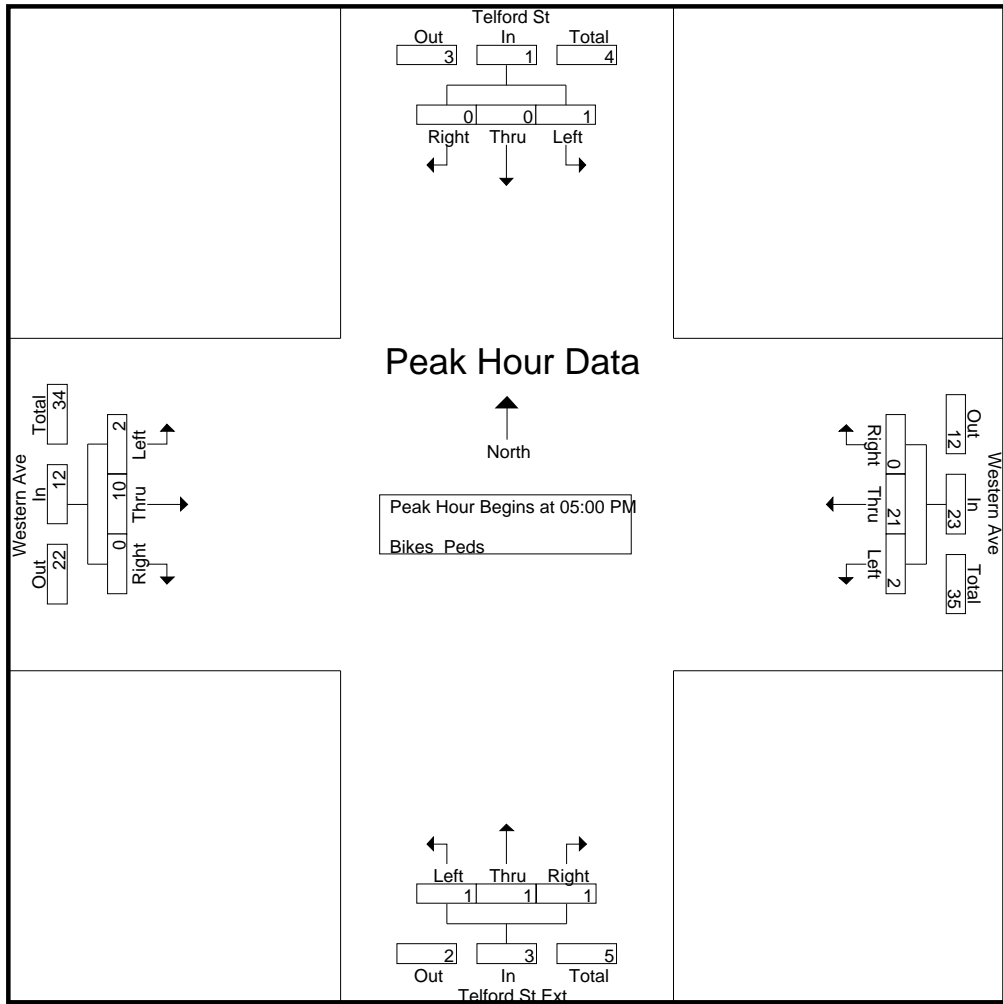 Telford St
Out In Total
3 1 4
0 0 1
Right Thru Left
Peak Hour Data
North
Peak Hour Begins at 05:00 PM
Bikes Peds
Western Ave
Total In Out
34 12 22
2 10 0
Left Thru Right
Western Ave
Out In Total
12 23 35
0 21 2
Right Thru Left
Left Thru Right
1 1 1
2 3 5
Out In Total
Telford St Ext